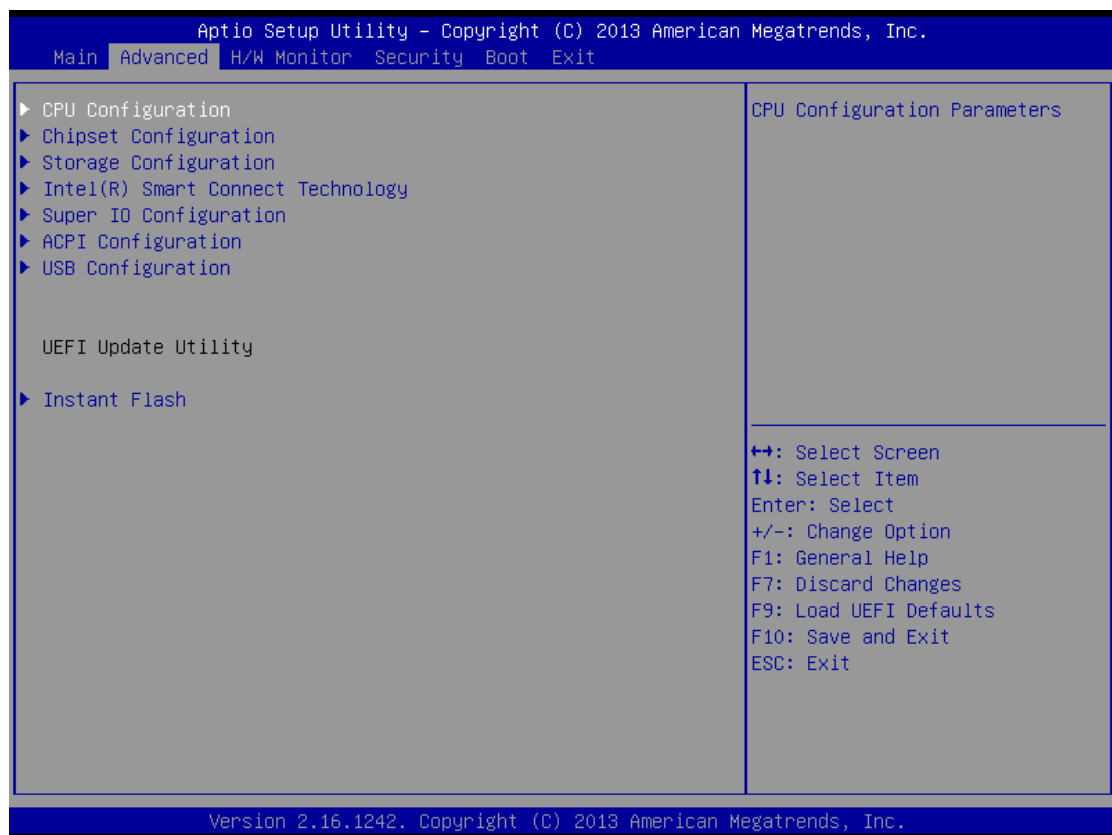 Aptio Setup Utility – Copyright (C) 2013 American Megatrends, Inc.
Main Advanced H/W Monitor Security Boot Exit
▶ CPU Configuration
▶ Chipset Configuration
▶ Storage Configuration
▶ Intel(R) Smart Connect Technology
▶ Super IO Configuration
▶ ACPI Configuration
▶ USB Configuration
UEFI Update Utility
▶ Instant Flash
CPU Configuration Parameters
↔: Select Screen
↑↓: Select Item
Enter: Select
+/-: Change Option
F1: General Help
F7: Discard Changes
F9: Load UEFI Defaults
F10: Save and Exit
ESC: Exit
Version 2.16.1242. Copyright (C) 2013 American Megatrends, Inc.